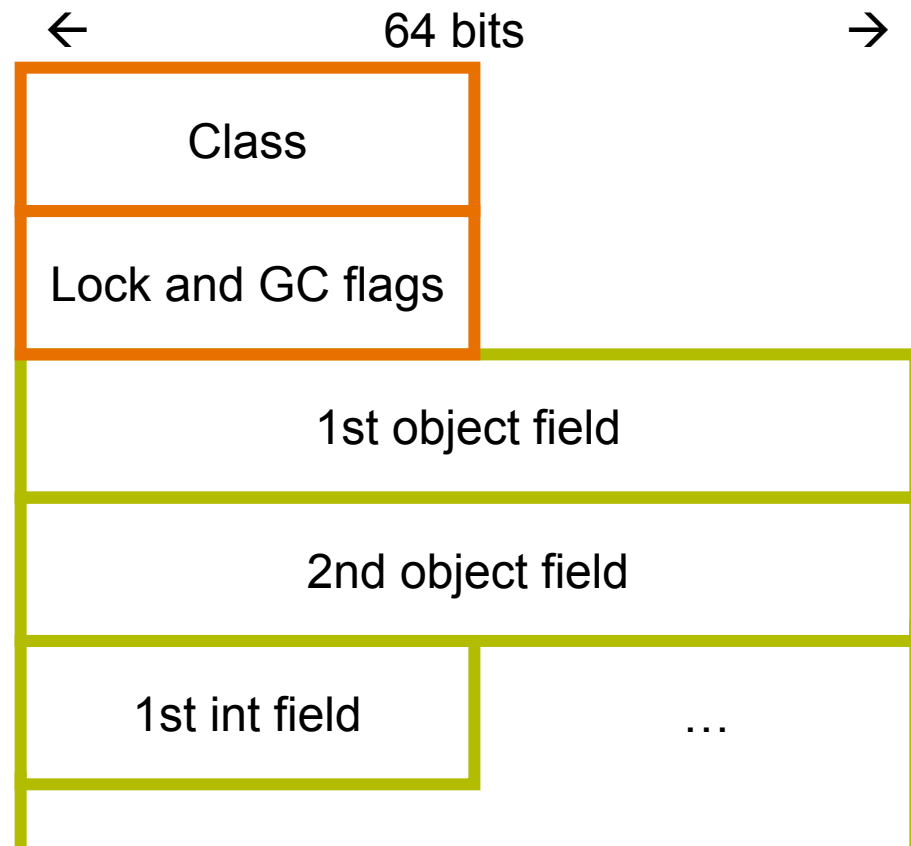 ← 64 bits →
Class
Lock and GC flags
1st object field
2nd object field
1st int field …